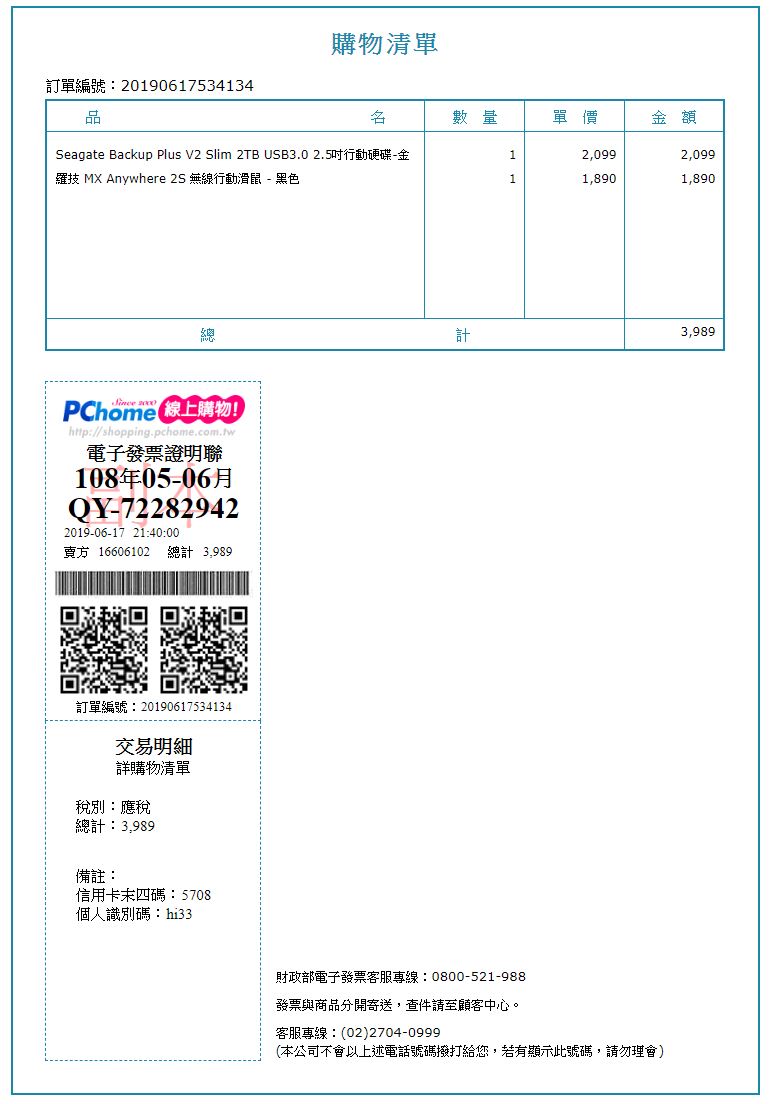 購物清單
訂單編號：20190617534134
品 名 數 量 單 價 金 額
Seagate Backup Plus V2 Slim 2TB USB3.0 2.5吋行動硬碟-金 1 2,099 2,099
羅技 MX Anywhere 2S 無線行動滑鼠 - 黑色 1 1,890 1,890
總 計 3,989
Since 2000
PChome 線上購物!
http://shopping.pchome.com.tw
電子發票證明聯
副本
108年05-06月
QY-72282942
2019-06-17 21:40:00
賣方 16606102 總計 3,989
訂單編號：20190617534134
交易明細
詳購物清單
稅別：應稅
總計：3,989
備註：
信用卡末四碼：5708
個人識別碼：hi33
財政部電子發票客服專線：0800-521-988
發票與商品分開寄送，查件請至顧客中心。
客服專線：(02)2704-0999
(本公司不會以上述電話號碼撥打給您，若有顯示此號碼，請勿理會)